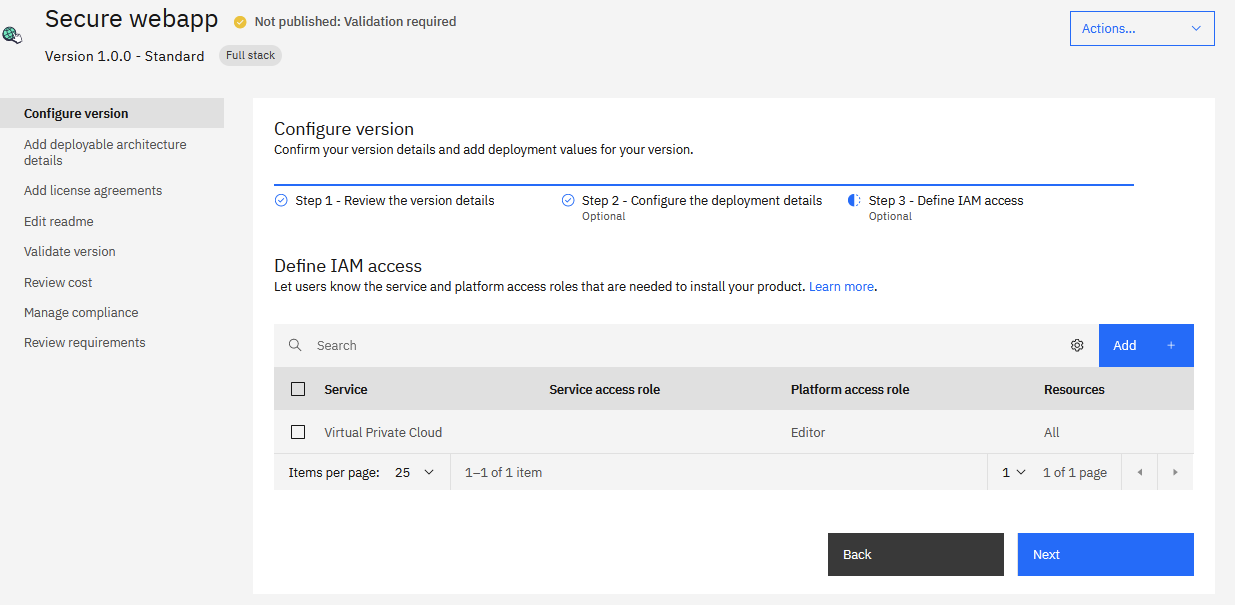 Secure webapp
Not published: Validation required
Actions...
Version 1.0.0 - Standard
Full stack
Configure version
Add deployable architecture
details
Add license agreements
Edit readme
Validate version
Review cost
Manage compliance
Review requirements
Configure version
Confirm your version details and add deployment values for your version.
Step 1 - Review the version details
Step 2 - Configure the deployment details
Optional
Step 3 - Define IAM access
Optional
Define IAM access
Let users know the service and platform access roles that are needed to install your product. Learn more.
Search
Add +
Service Service access role Platform access role Resources
Virtual Private Cloud Editor All
Items per page: 25 1–1 of 1 item 1 1 of 1 page
Back Next